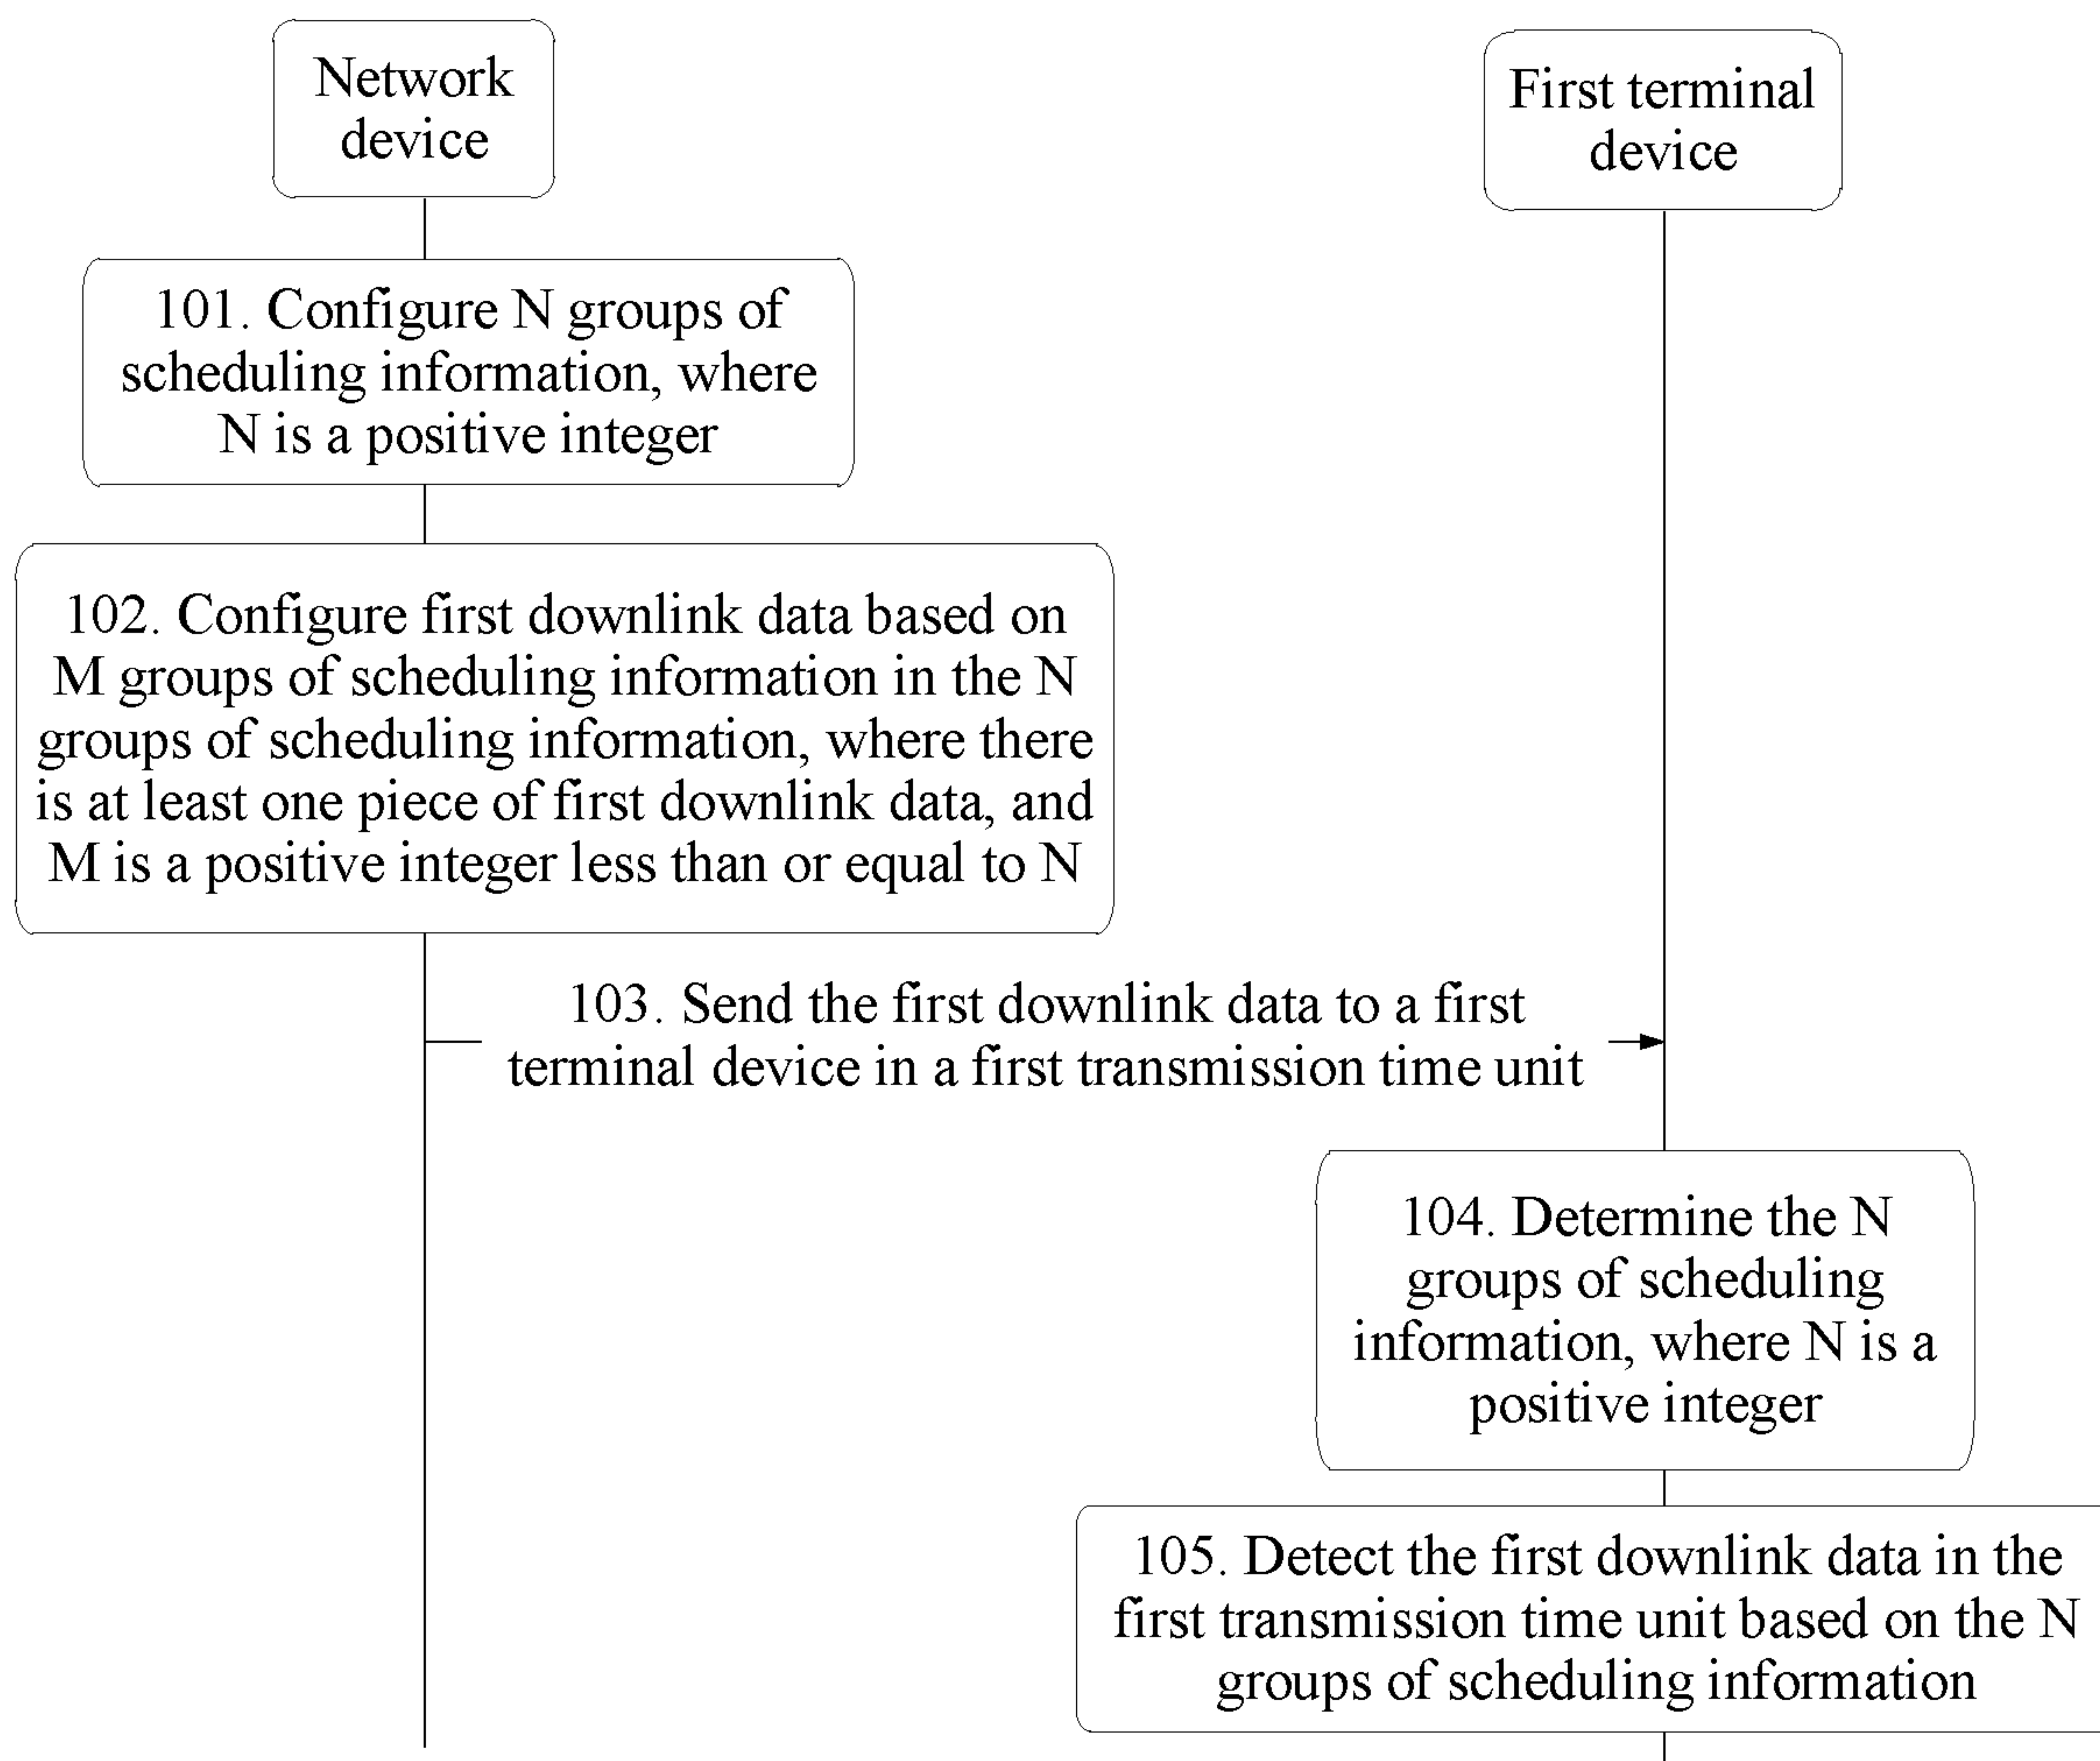 Network
device
First terminal
device
101. Configure N groups of
scheduling information, where
N is a positive integer
102. Configure first downlink data based on
M groups of scheduling information in the N
groups of scheduling information, where there
is at least one piece of first downlink data, and
M is a positive integer less than or equal to N
103. Send the first downlink data to a first
terminal device in a first transmission time unit
104. Determine the N
groups of scheduling
information, where N is a
positive integer
105. Detect the first downlink data in the
first transmission time unit based on the N
groups of scheduling information